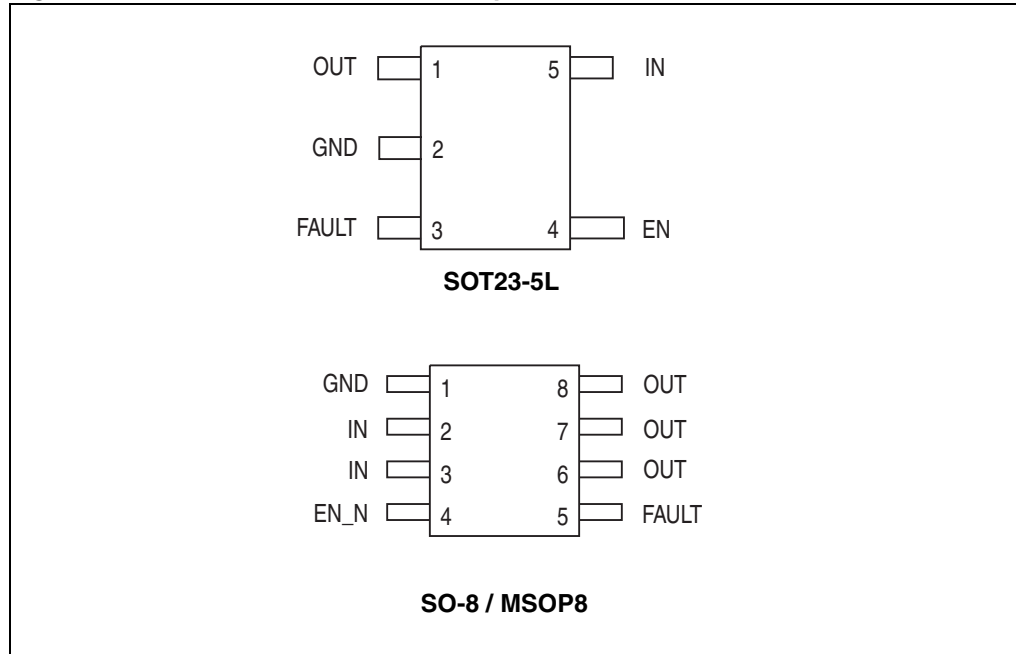 OUT 1 5 IN
GND 2
FAULT 3 4 EN
SOT23-5L
GND 1 8 OUT
IN 2 7 OUT
IN 3 6 OUT
EN_N 4 5 FAULT
SO-8 / MSOP8